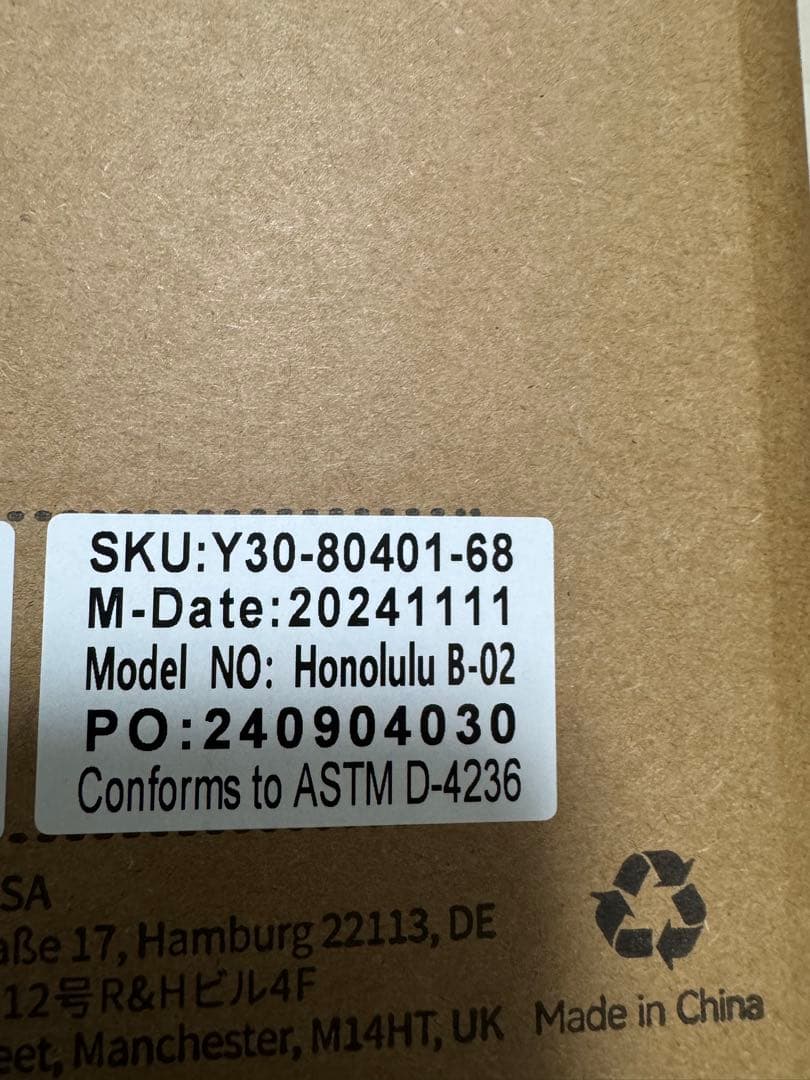 SKU:Y30-80401-68
M-Date:20241111
Model NO: Honolulu B-02
PO:240904030
Conforms to ASTM D-4236
SA
aße 17, Hamburg 22113, DE
12号R&Hビル4F
eet, Manchester, M14HT, UK
Made in China